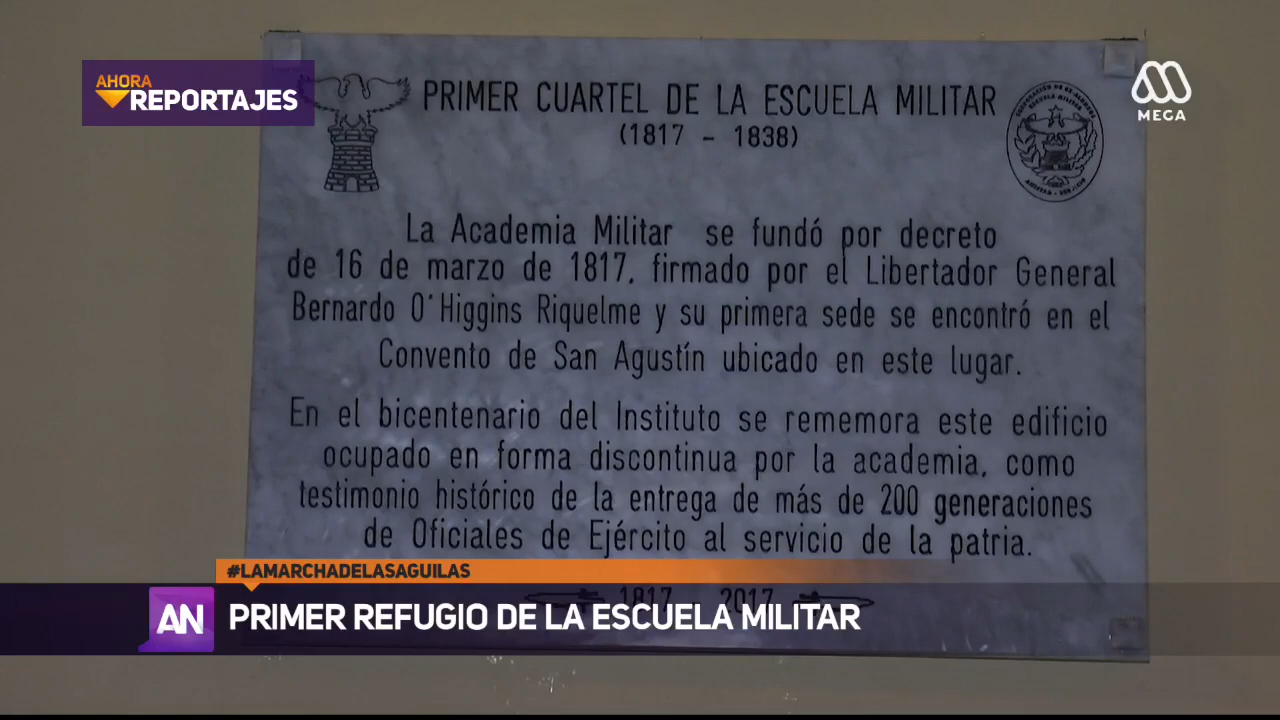 AHORA
REPORTAJES
MEGA
PRIMER CUARTEL DE LA ESCUELA MILITAR
(1817 - 1838)
La Academia Militar se fundó por decreto
de 16 de marzo de 1817, firmado por el Libertador General
Bernardo O'Higgins Riquelme y su primera sede se encontró en el
Convento de San Agustín ubicado en este lugar.
En el bicentenario del Instituto se rememora este edificio
ocupado en forma discontinua por la academia, como
testimonio histórico de la entrega de más de 200 generaciones
de Oficiales de Ejército al servicio de la patria.
1817 2017
#LAMARCHADELASAGUILAS
AN
PRIMER REFUGIO DE LA ESCUELA MILITAR